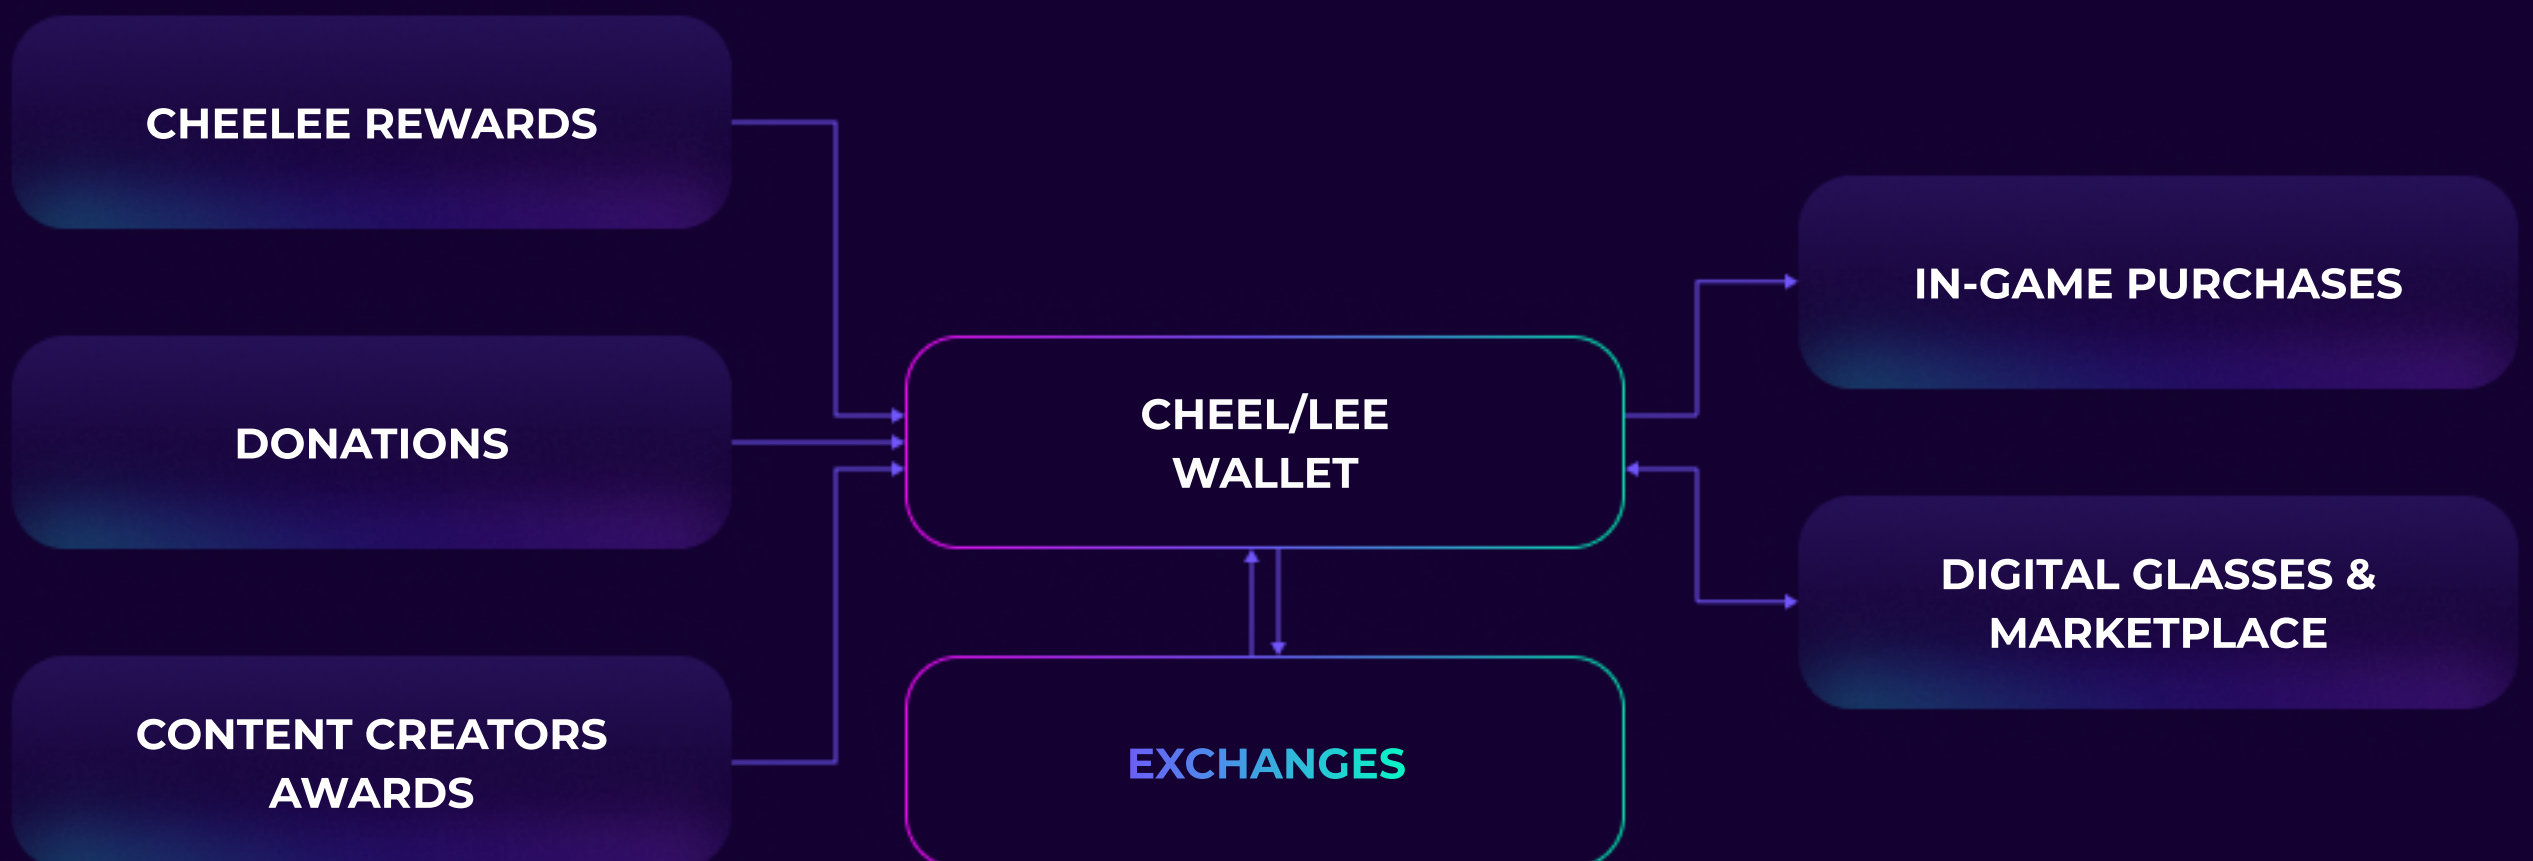 CHEELEE REWARDS
DONATIONS
CONTENT CREATORS
AWARDS
CHEEL/LEE
WALLET
EXCHANGES
IN-GAME PURCHASES
DIGITAL GLASSES &
MARKETPLACE